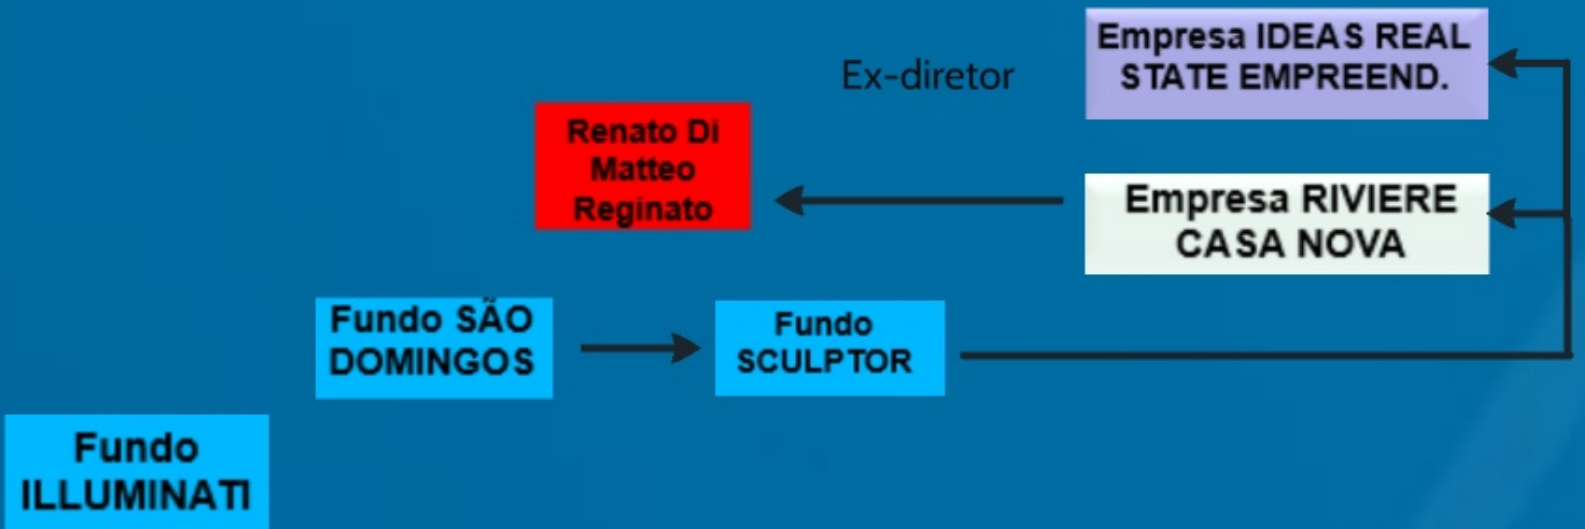 Empresa IDEAS REAL
STATE EMPREEND.
Ex-diretor
Renato Di
Matteo
Reginato
Empresa RIVIERE
CASA NOVA
Fundo SÃO
DOMINGOS
Fundo
SCULPTOR
Fundo
ILLUMINATI